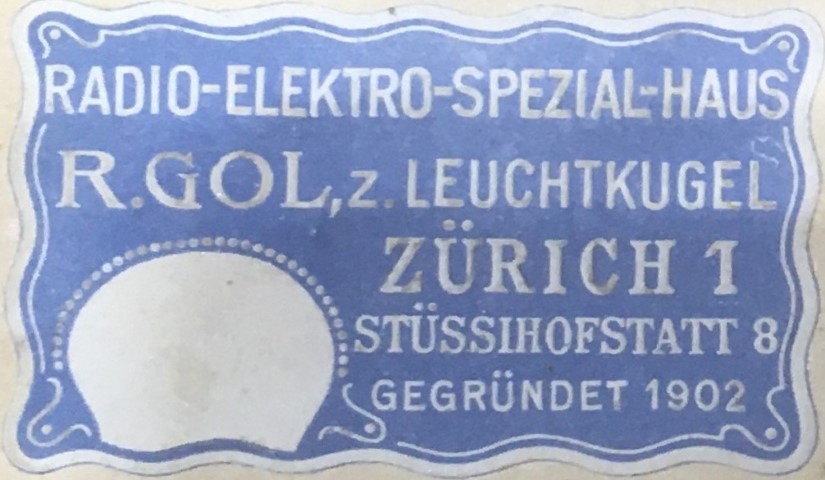 RADIO-ELEKTRO-SPEZIAL-HAUS
R.GOL, z. LEUCHTKUGEL
ZÜRICH 1
STÜSSIHOFSTATT 8
GEGRÜNDET 1902